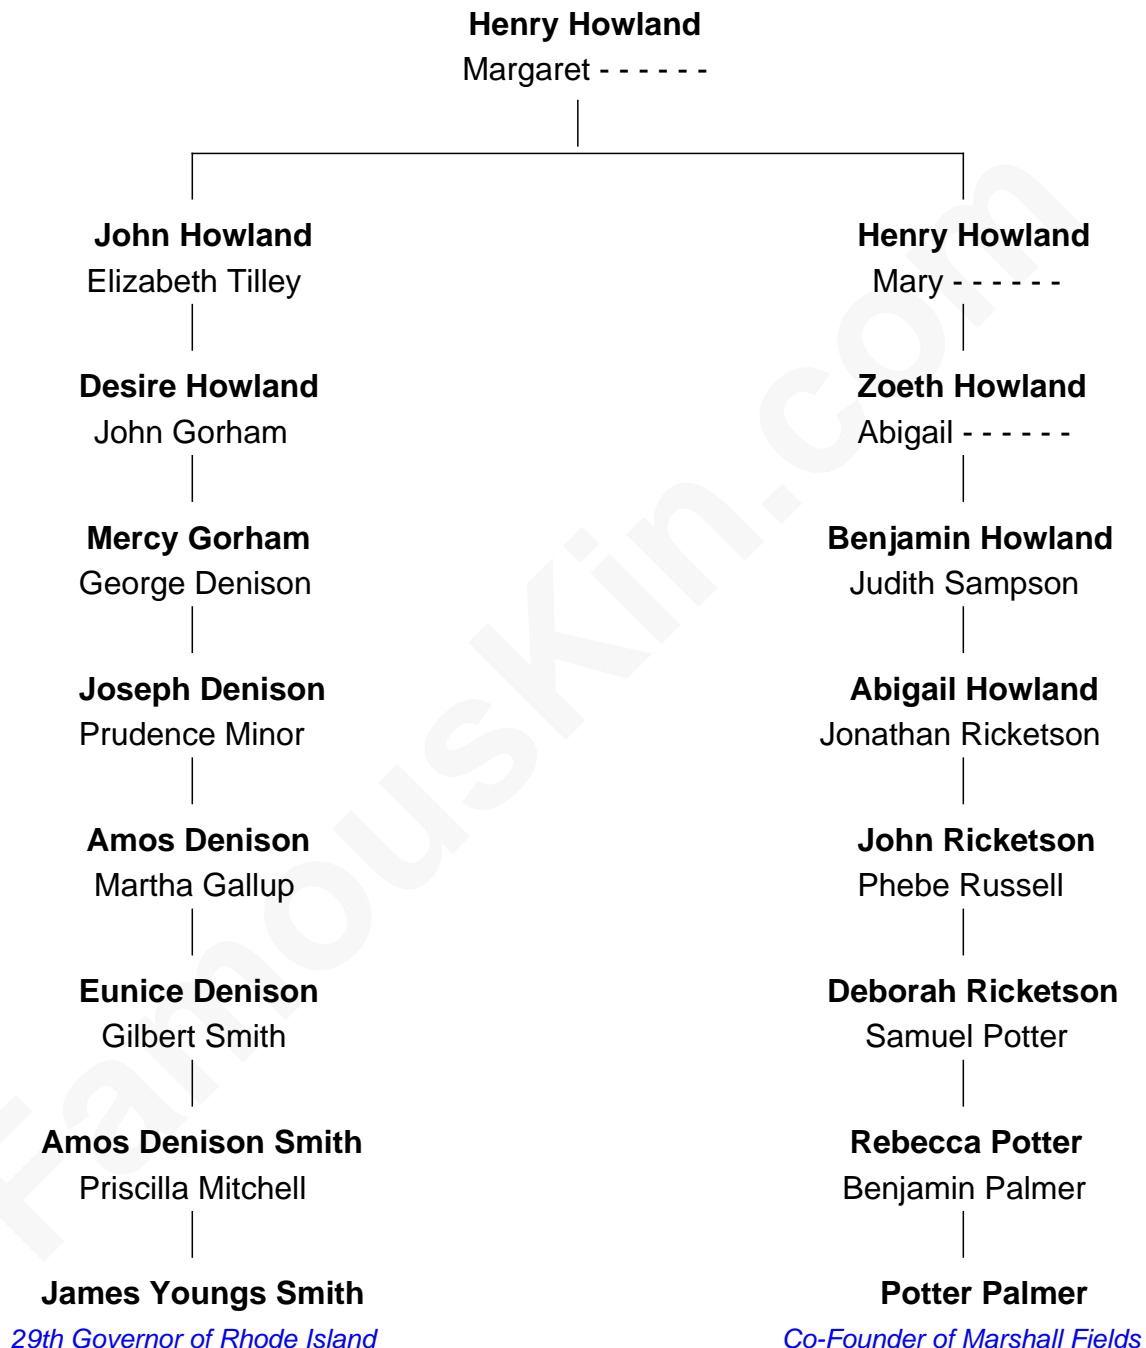 Henry Howland
Margaret - - - - - -
John Howland
Elizabeth Tilley
Henry Howland
Mary - - - - - -
Desire Howland
John Gorham
Zoeth Howland
Abigail - - - - - -
Mercy Gorham
George Denison
Benjamin Howland
Judith Sampson
Joseph Denison
Prudence Minor
Abigail Howland
Jonathan Ricketson
Amos Denison
Martha Gallup
John Ricketson
Phebe Russell
Eunice Denison
Gilbert Smith
Deborah Ricketson
Samuel Potter
Amos Denison Smith
Priscilla Mitchell
Rebecca Potter
Benjamin Palmer
James Youngs Smith
29th Governor of Rhode Island
Potter Palmer
Co-Founder of Marshall Fields
FamousKin.com